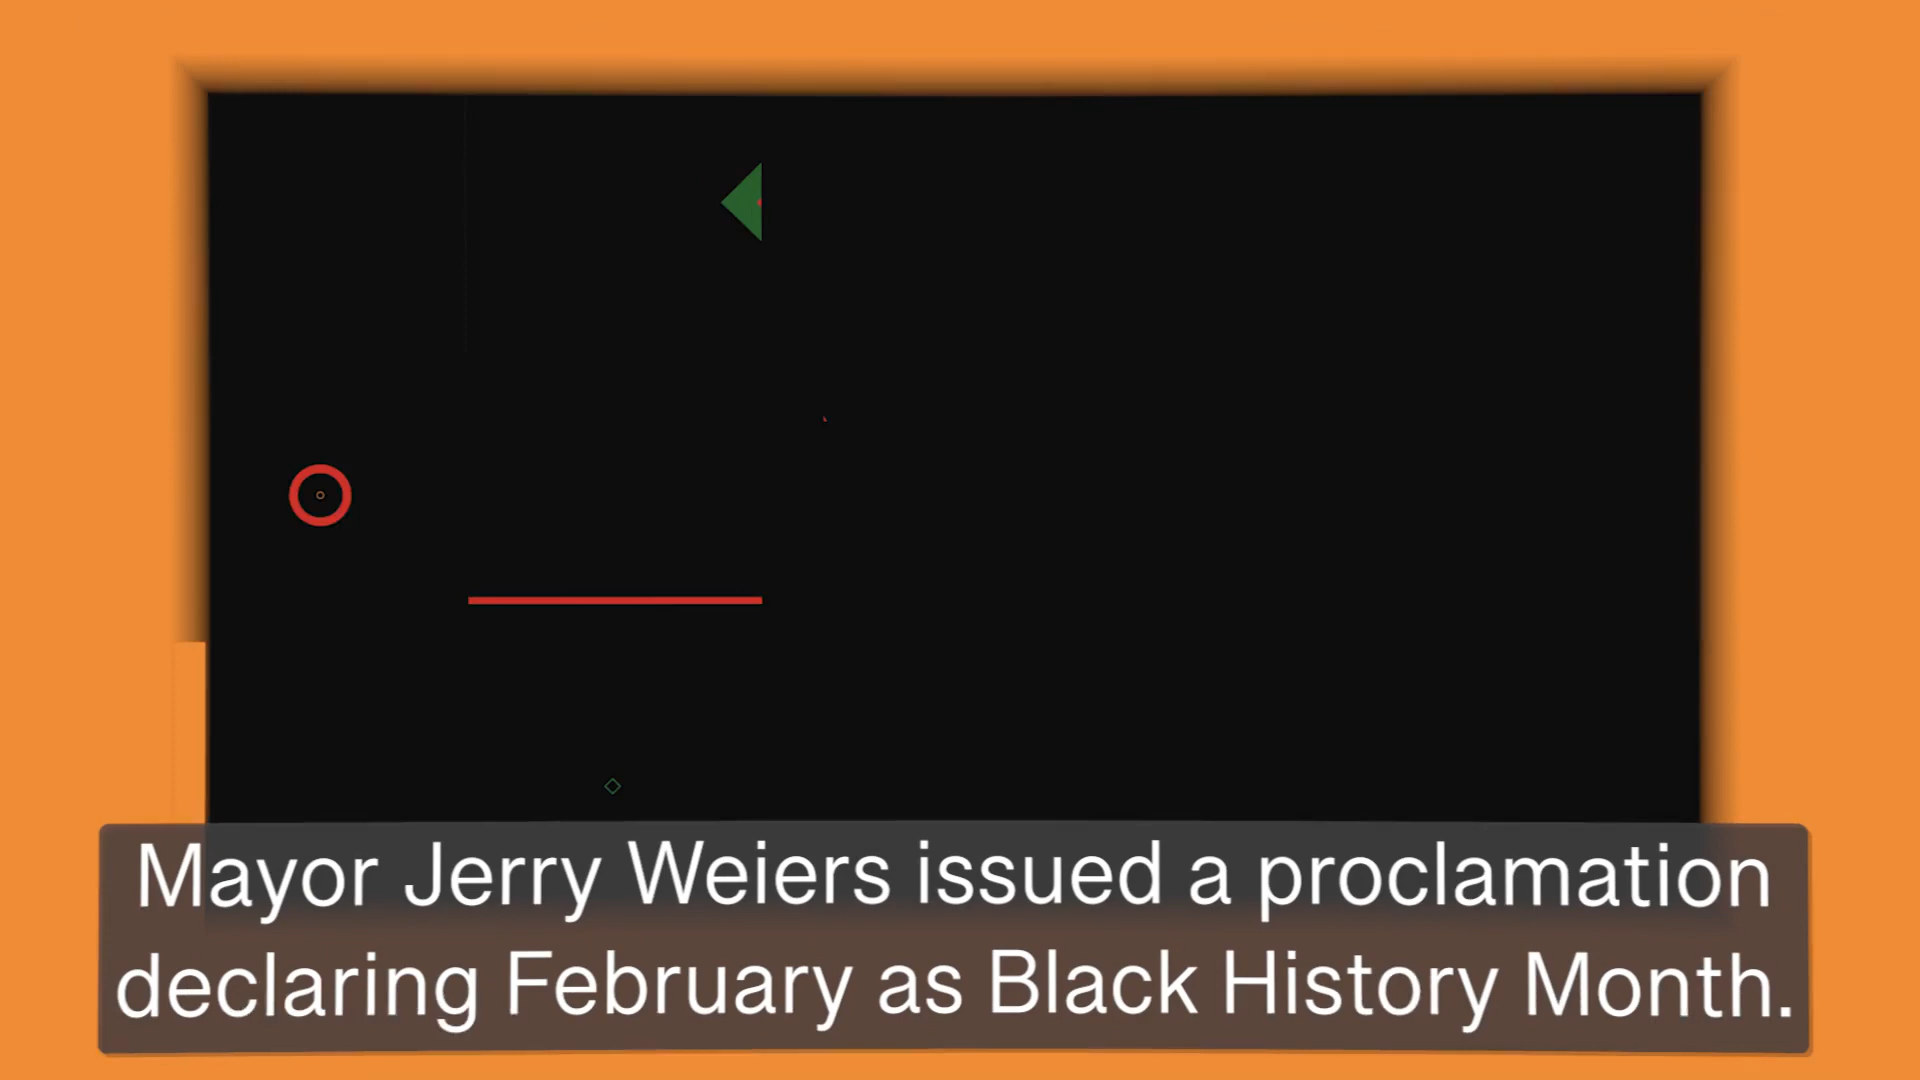 Mayor Jerry Weiers issued a proclamation
declaring February as Black History Month.